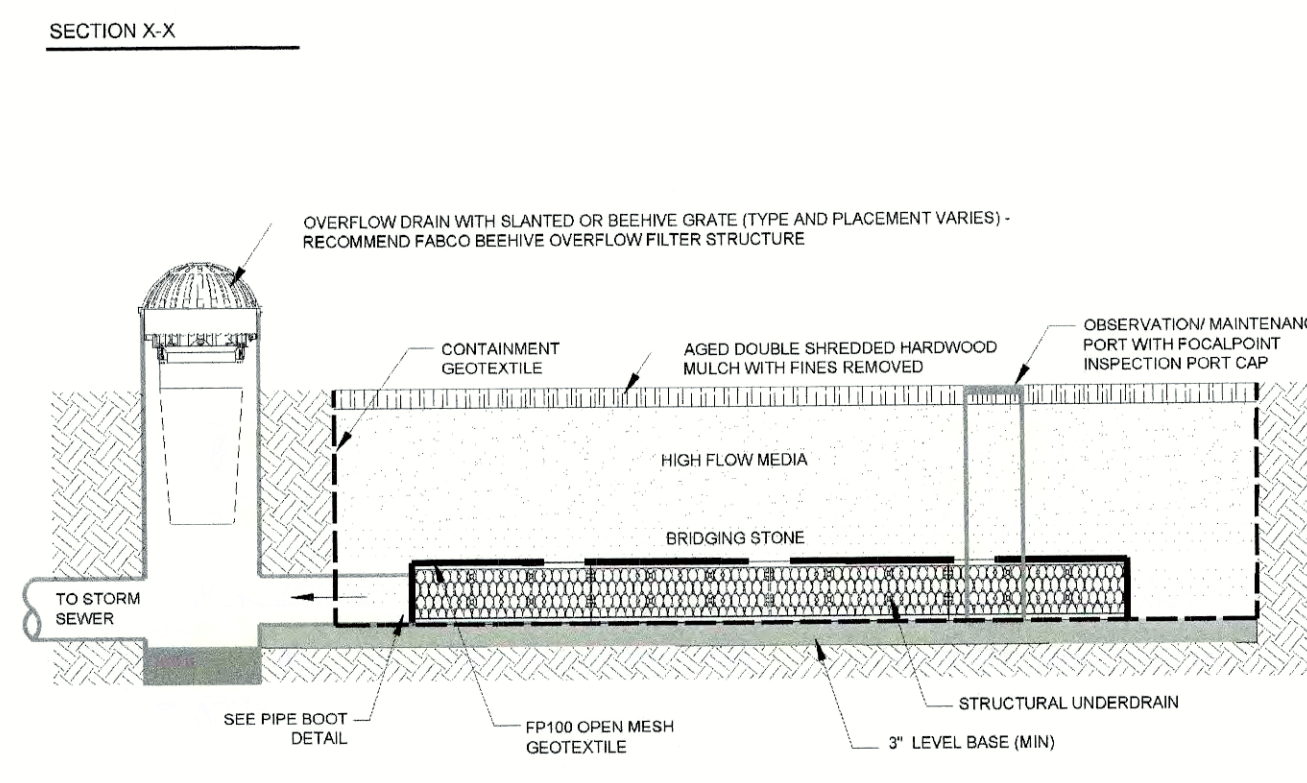 SECTION X-X
OVERFLOW DRAIN WITH SLANTED OR BEEHIVE GRATE (TYPE AND PLACEMENT VARIES) -
RECOMMEND FABCO BEEHIVE OVERFLOW FILTER STRUCTURE
CONTAINMENT
GEOTEXTILE
AGED DOUBLE SHREDDED HARDWOOD
MULCH WITH FINES REMOVED
OBSERVATION/ MAINTENANC
PORT WITH FOCALPOINT
INSPECTION PORT CAP
HIGH FLOW MEDIA
BRIDGING STONE
TO STORM
SEWER
SEE PIPE BOOT
DETAIL
FP100 OPEN MESH
GEOTEXTILE
STRUCTURAL UNDERDRAIN
3" LEVEL BASE (MIN)